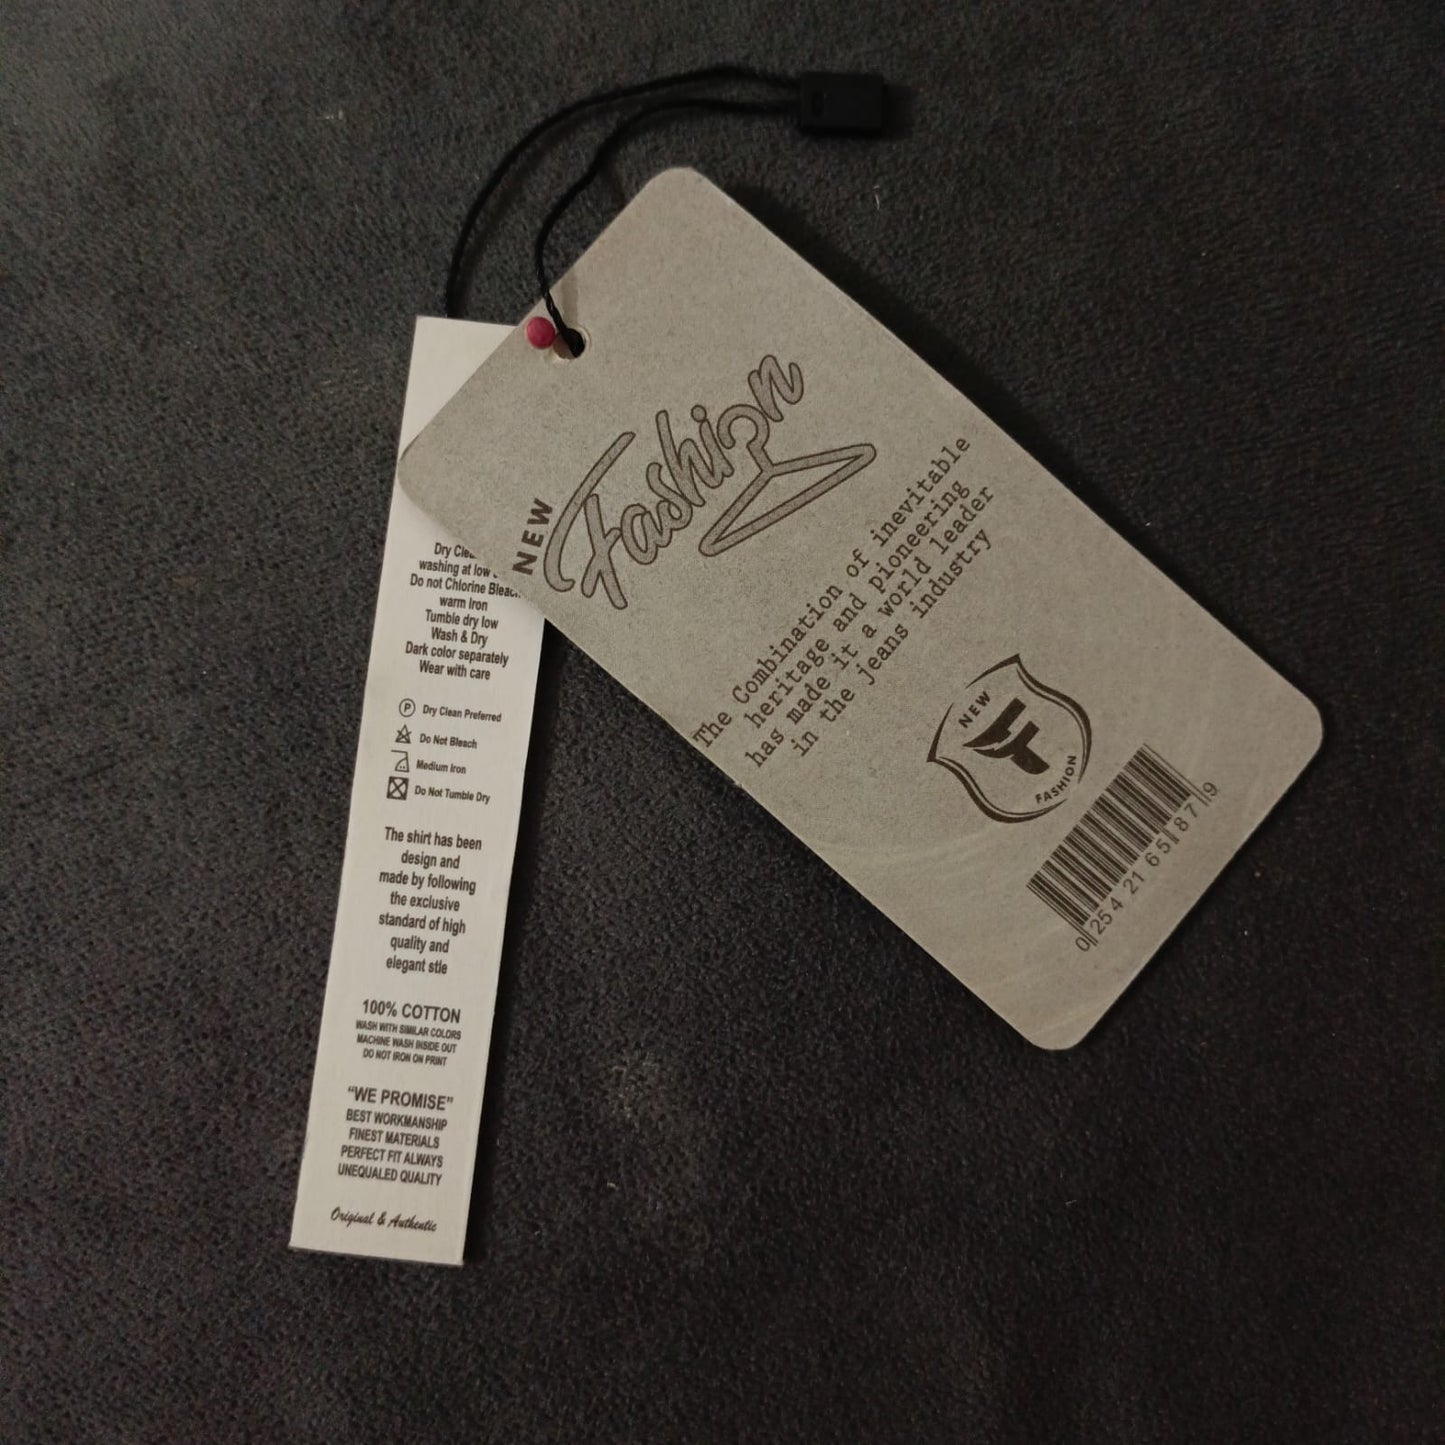 NEW
Fashion
The Combination of inevitable
heritage and pioneering
has made it a world leader
in the jeans industry
NEW
FASHION
0 254 21 65 87 9
washing at low
Do not Chlorine Bleach
warm Iron
Tumble dry low
Wash & Dry
Dark color separately
Wear with care
P Dry Clean Preferred
Do Not Bleach
Medium Iron
Do Not Tumble Dry
The shirt has been
design and
made by following
the exclusive
standard of high
quality and
elegant stle
100% COTTON
WASH WITH SIMILAR COLORS
MACHINE WASH INSIDE OUT
DO NOT IRON ON PRINT
“WE PROMISE”
BEST WORKMANSHIP
FINEST MATERIALS
PERFECT FIT ALWAYS
UNEQUALED QUALITY
Original & Authentic